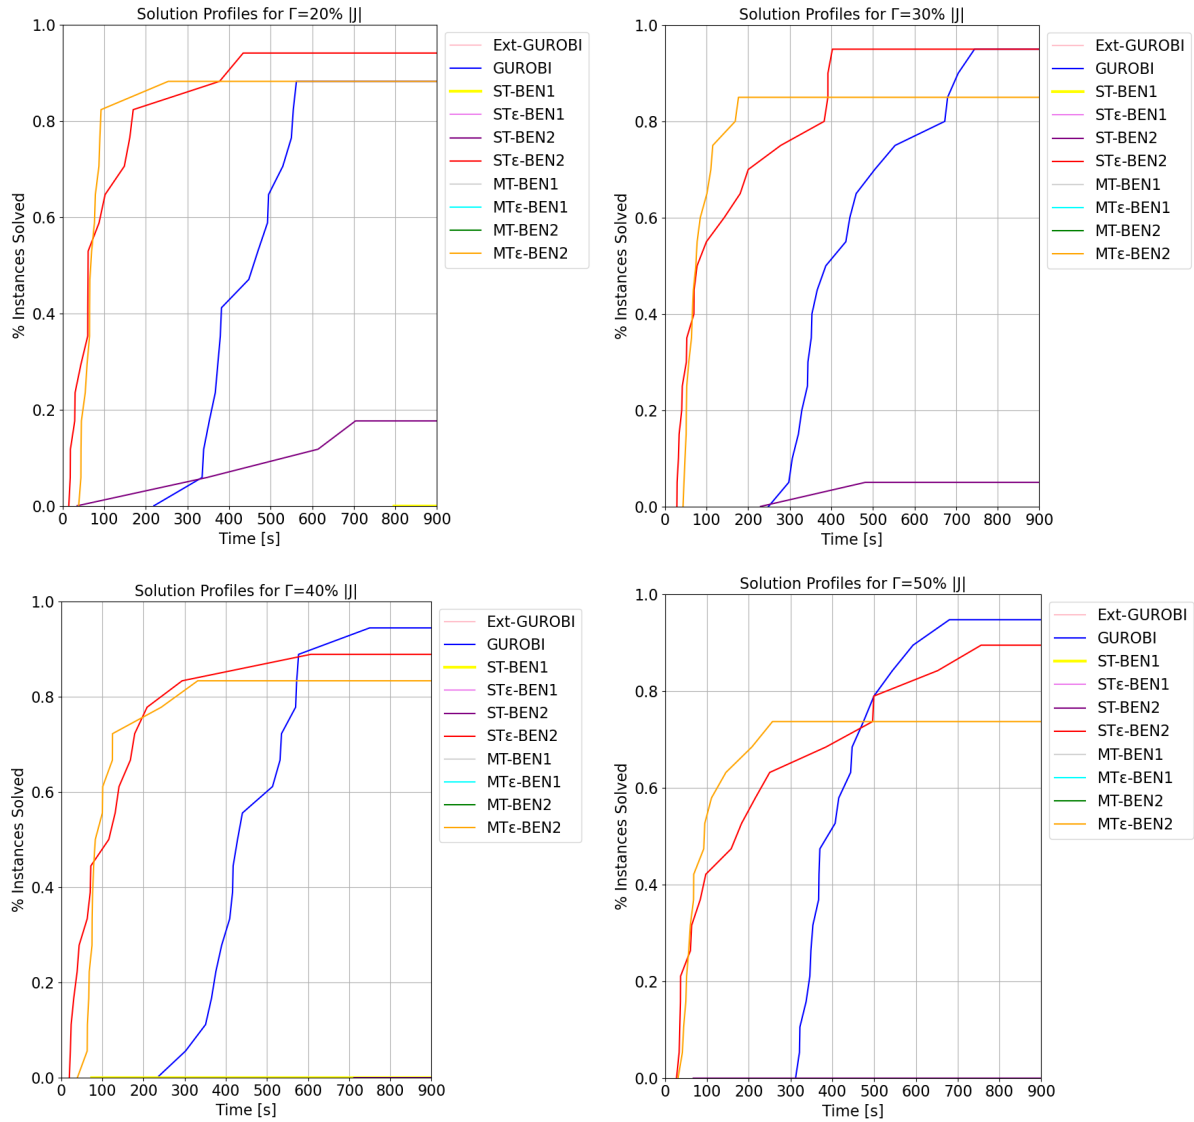 Solution Profiles for Γ=20% |J|
% Instances Solved
1.0
0.8
0.6
0.4
0.2
0.0
0 100 200 300 400 500 600 700 800 900
Time [s]
Ext-GUROBI
GUROBI
ST-BEN1
STε-BEN1
ST-BEN2
STε-BEN2
MT-BEN1
MTε-BEN1
MT-BEN2
MTε-BEN2
Solution Profiles for Γ=30% |J|
% Instances Solved
1.0
0.8
0.6
0.4
0.2
0.0
0 100 200 300 400 500 600 700 800 900
Time [s]
Ext-GUROBI
GUROBI
ST-BEN1
STε-BEN1
ST-BEN2
STε-BEN2
MT-BEN1
MTε-BEN1
MT-BEN2
MTε-BEN2
Solution Profiles for Γ=40% |J|
% Instances Solved
1.0
0.8
0.6
0.4
0.2
0.0
0 100 200 300 400 500 600 700 800 900
Time [s]
Ext-GUROBI
GUROBI
ST-BEN1
STε-BEN1
ST-BEN2
STε-BEN2
MT-BEN1
MTε-BEN1
MT-BEN2
MTε-BEN2
Solution Profiles for Γ=50% |J|
% Instances Solved
1.0
0.8
0.6
0.4
0.2
0.0
0 100 200 300 400 500 600 700 800 900
Time [s]
Ext-GUROBI
GUROBI
ST-BEN1
STε-BEN1
ST-BEN2
STε-BEN2
MT-BEN1
MTε-BEN1
MT-BEN2
MTε-BEN2